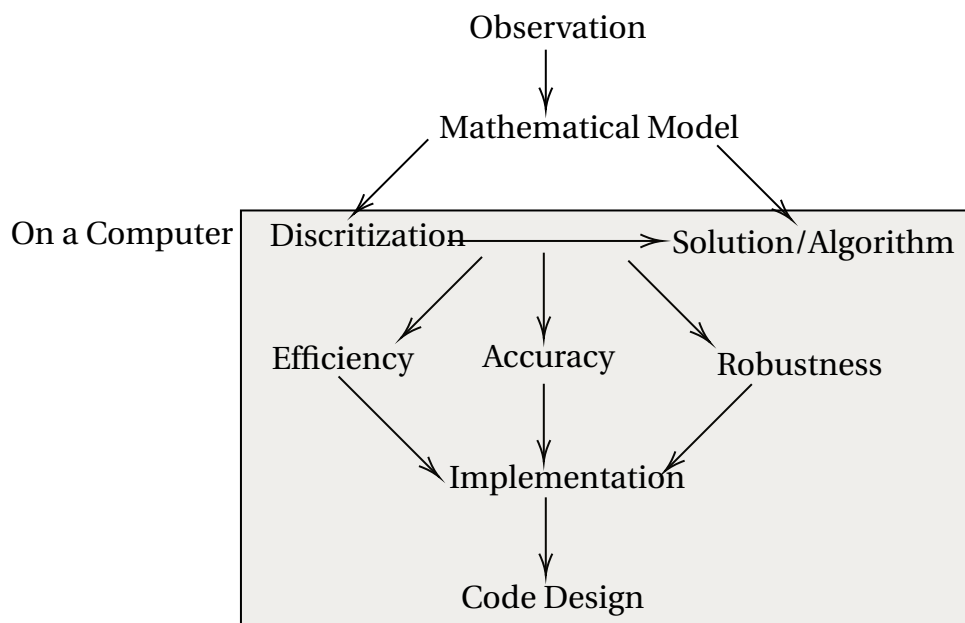 Observation
Mathematical Model
On a Computer
Discritization
Solution/Algorithm
Efficiency
Accuracy
Robustness
Implementation
Code Design